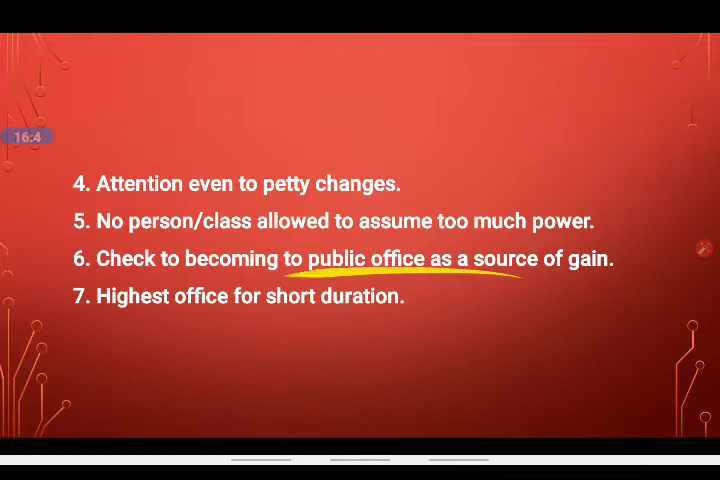 16:4
4. Attention even to petty changes.
5. No person/class allowed to assume too much power.
6. Check to becoming to public office as a source of gain.
7. Highest office for short duration.